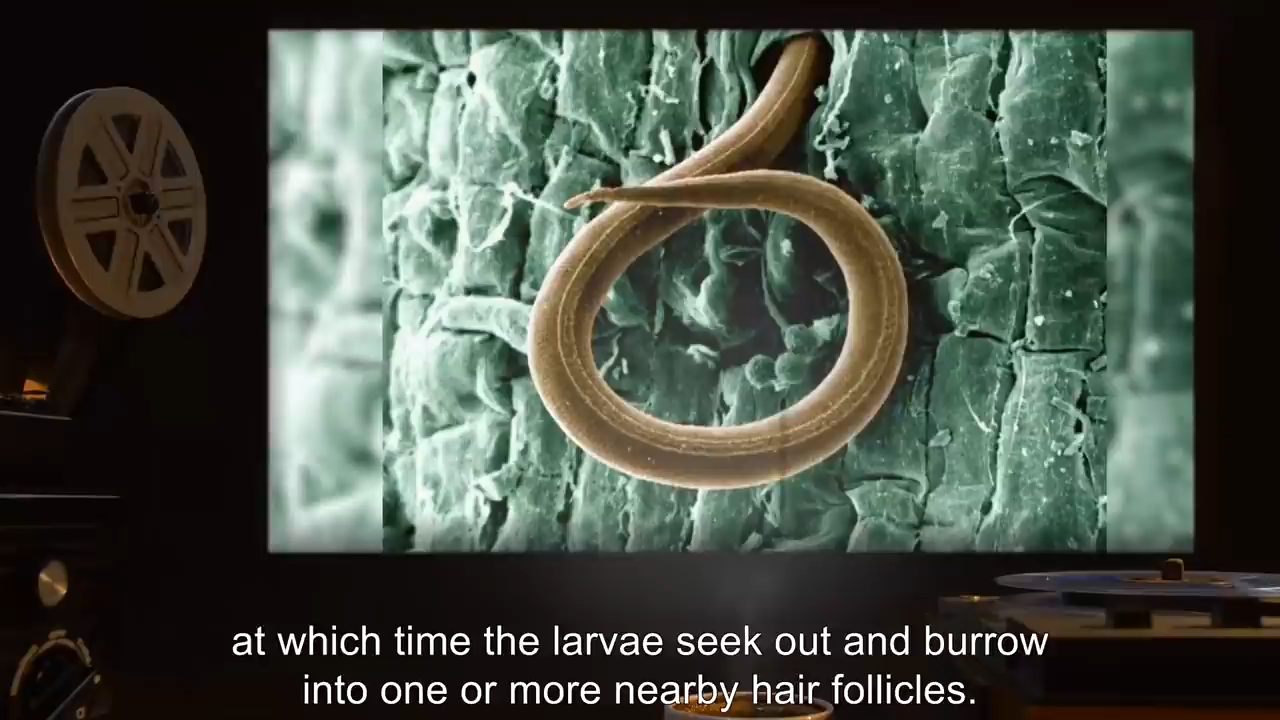 at which time the larvae seek out and burrow
into one or more nearby hair follicles.